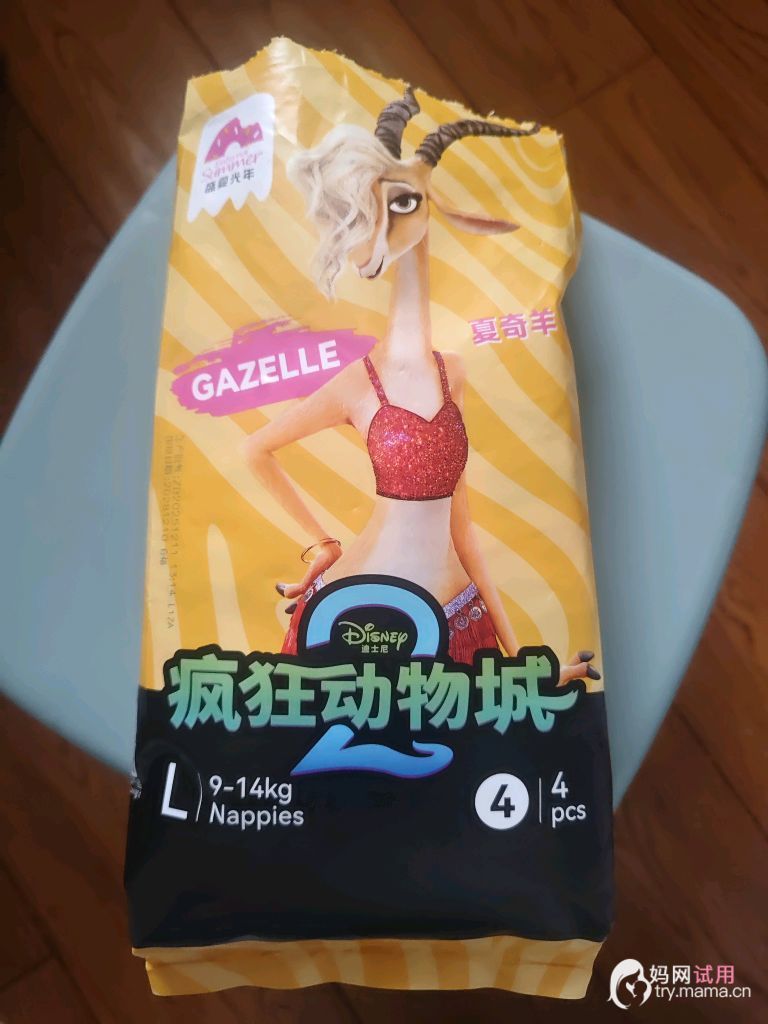 Summer
盛夏光年
GAZELLE
夏奇羊
Disney
迪士尼
疯狂动物城
2
L
9-14kg
Nappies
4
4
pcs
妈网试用
try.mama.cn